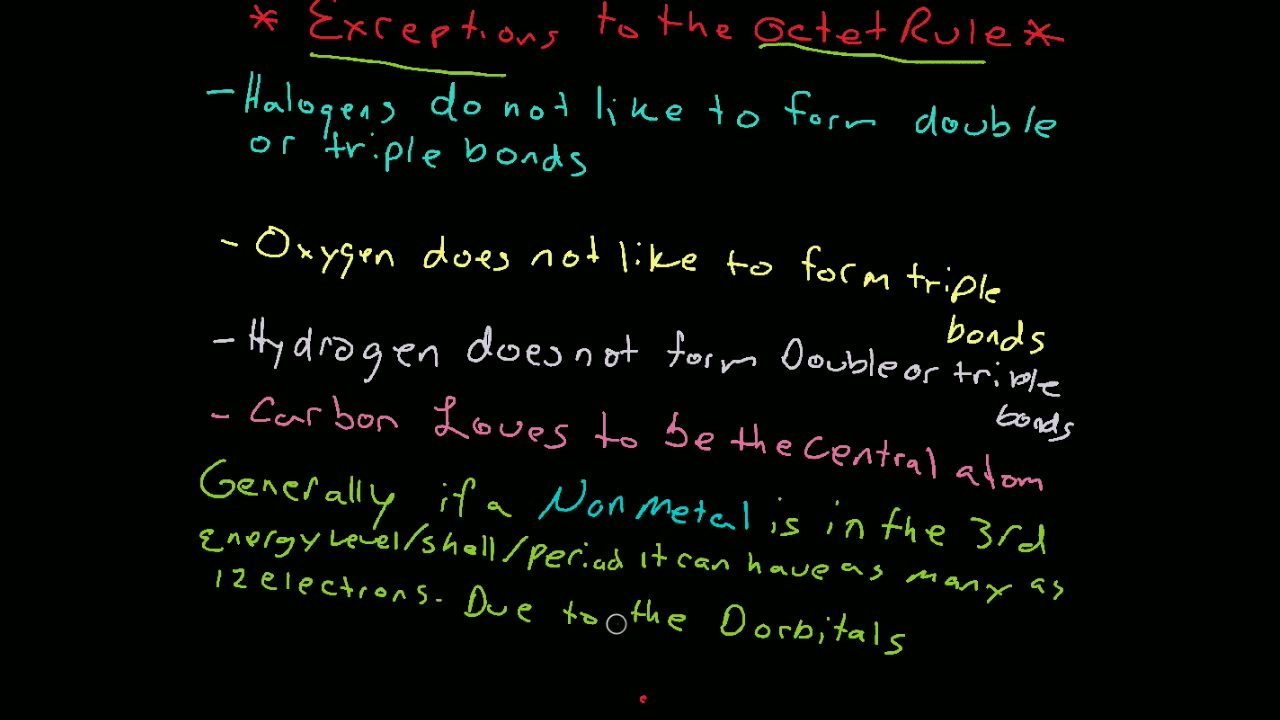 * Exceptions to the Octet Rule *
- Halogens do not like to form double
or triple bonds
- Oxygen does not like to form triple
bonds
- Hydrogen does not form Double or triple
bonds
- Carbon Loves to be the Central atom
Generally if a Nonmetal is in the 3rd
energy level/shell/period it can have as many as
12 electrons. Due to the D orbitals